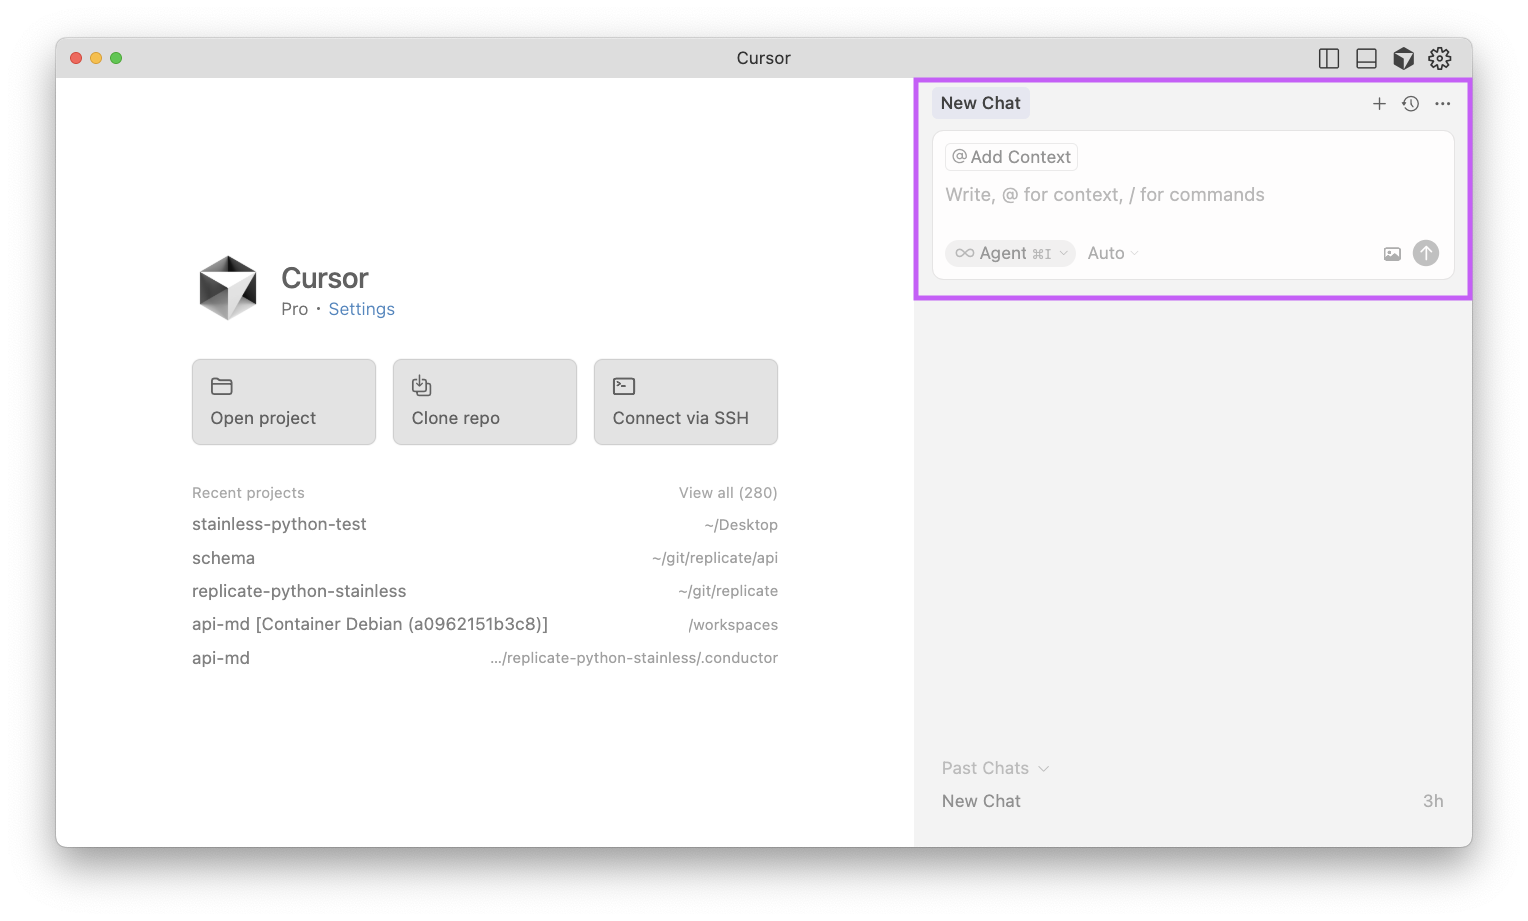 Cursor
New Chat
@ Add Context
Write, @ for context, / for commands
Agent ⌘I Auto
Cursor
Pro • Settings
Open project
Clone repo
Connect via SSH
Recent projects View all (280)
stainless-python-test ~/Desktop
schema ~/git/replicate/api
replicate-python-stainless ~/git/replicate
api-md [Container Debian (a0962151b3c8)] /workspaces
api-md .../replicate-python-stainless/.conductor
Past Chats
New Chat 3h